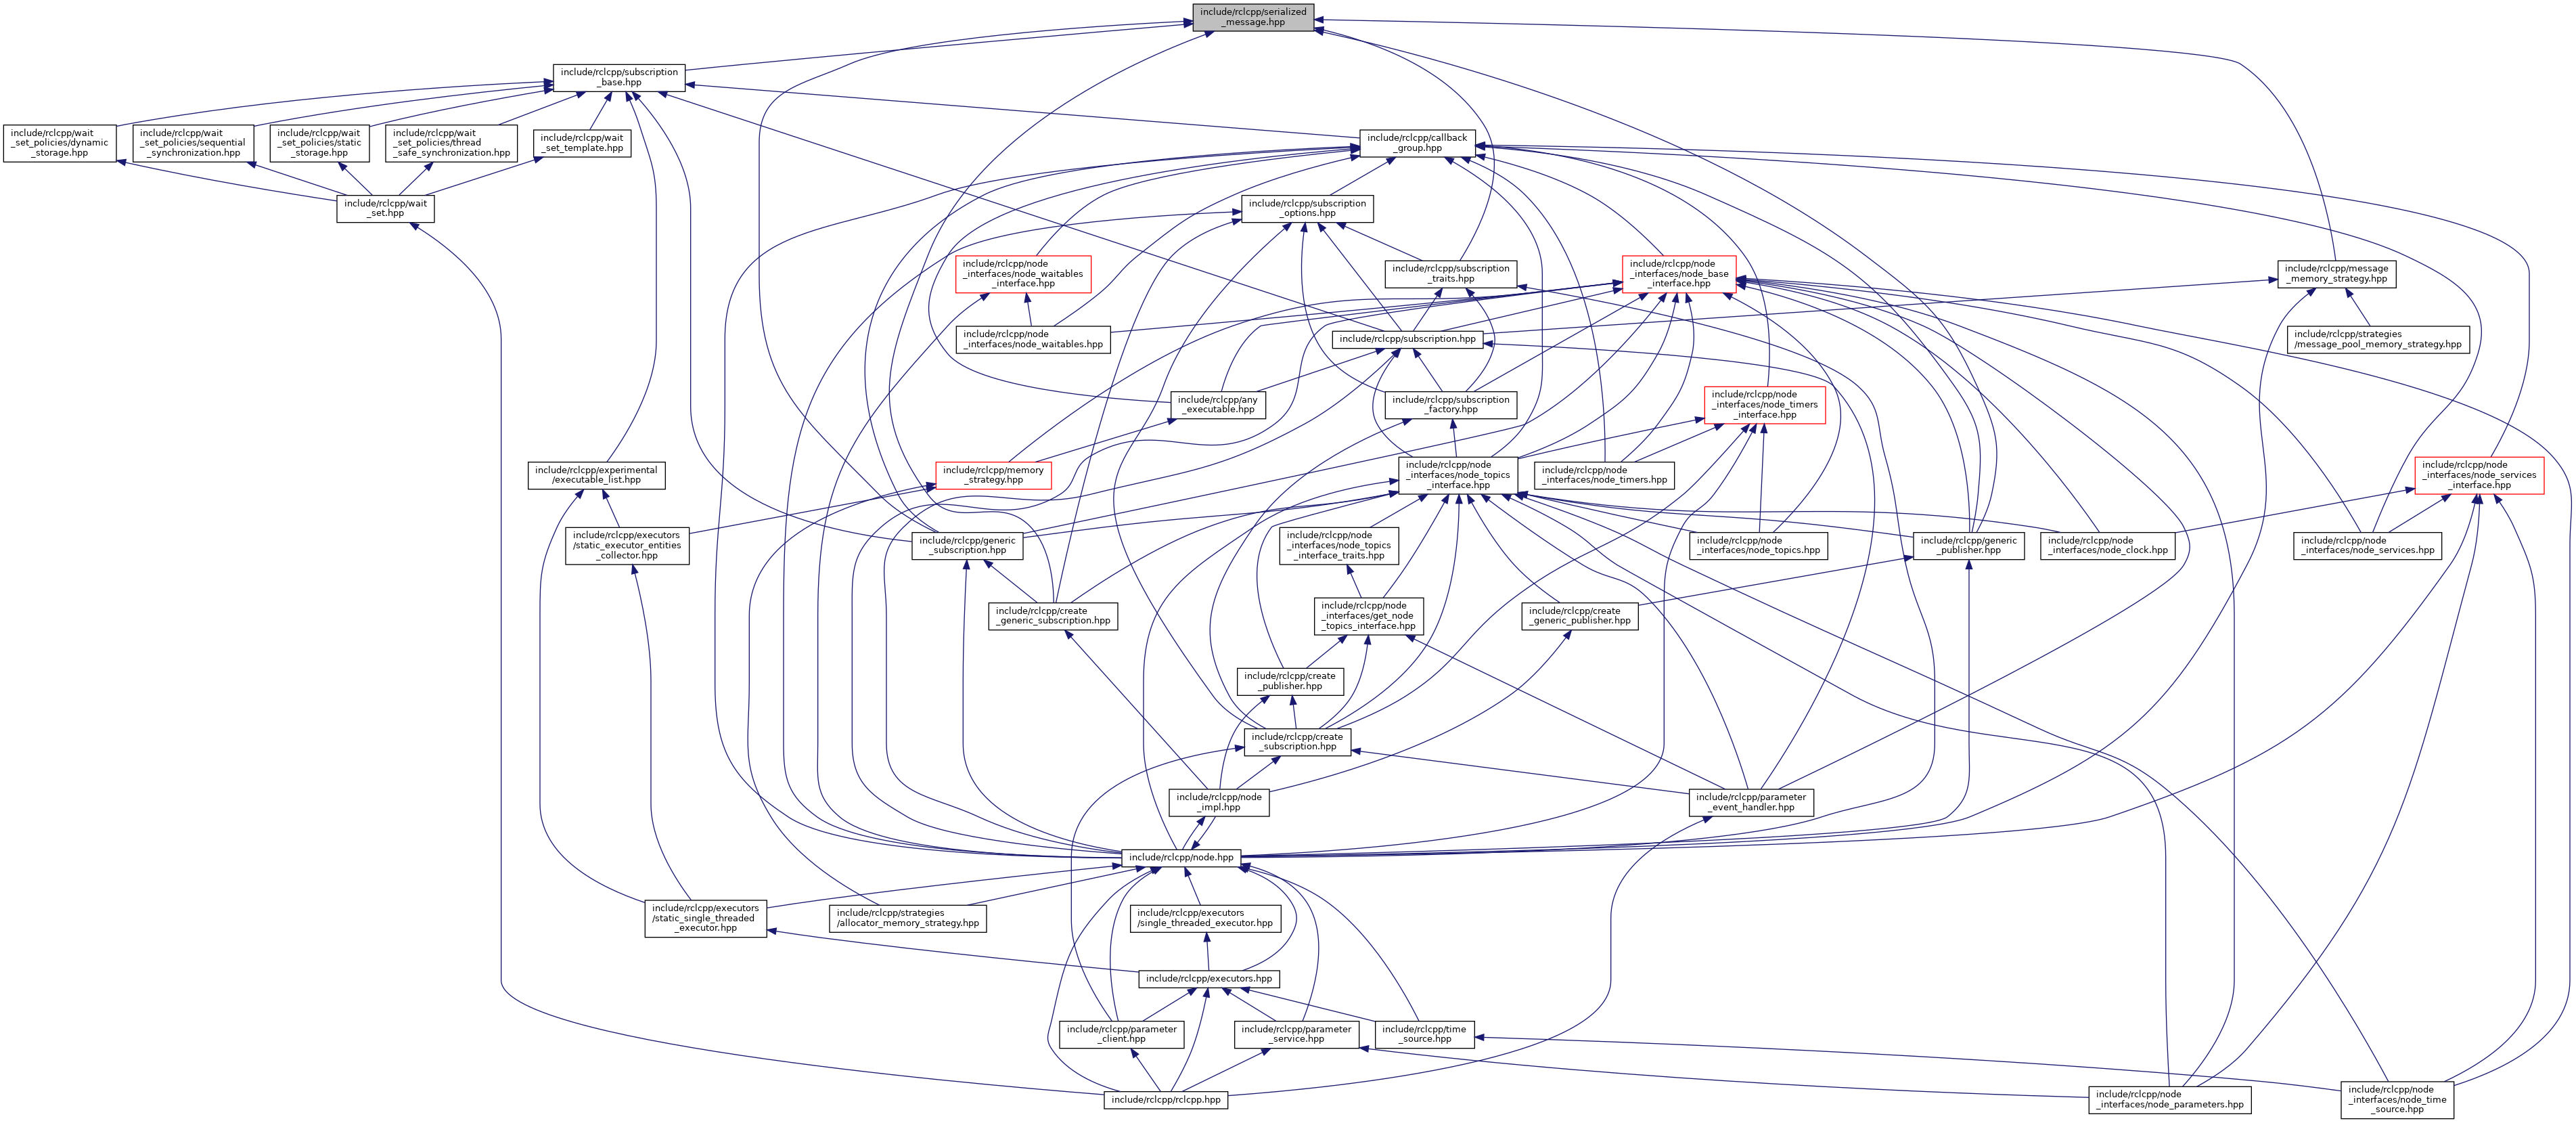 include/rclcpp/serialized
_message.hpp
include/rclcpp/subscription
_base.hpp
include/rclcpp/wait
_set_policies/dynamic
_storage.hpp
include/rclcpp/wait
_set_policies/sequential
_synchronization.hpp
include/rclcpp/wait
_set_policies/static
_storage.hpp
include/rclcpp/wait
_set_policies/thread
_safe_synchronization.hpp
include/rclcpp/wait
_set_template.hpp
include/rclcpp/callback
_group.hpp
include/rclcpp/wait
_set.hpp
include/rclcpp/subscription
_options.hpp
include/rclcpp/node
_interfaces/node_waitables
_interface.hpp
include/rclcpp/subscription
_traits.hpp
include/rclcpp/node
_interfaces/node_base
_interface.hpp
include/rclcpp/message
_memory_strategy.hpp
include/rclcpp/node
_interfaces/node_waitables.hpp
include/rclcpp/subscription.hpp
include/rclcpp/strategies
/message_pool_memory_strategy.hpp
include/rclcpp/any
_executable.hpp
include/rclcpp/subscription
_factory.hpp
include/rclcpp/node
_interfaces/node_timers
_interface.hpp
include/rclcpp/experimental
/executable_list.hpp
include/rclcpp/memory
_strategy.hpp
include/rclcpp/node
_interfaces/node_topics
_interface.hpp
include/rclcpp/node
_interfaces/node_timers.hpp
include/rclcpp/node
_interfaces/node_services
_interface.hpp
include/rclcpp/executors
/static_executor_entities
_collector.hpp
include/rclcpp/generic
_subscription.hpp
include/rclcpp/node
_interfaces/node_topics
_interface_traits.hpp
include/rclcpp/node
_interfaces/node_topics.hpp
include/rclcpp/generic
_publisher.hpp
include/rclcpp/node
_interfaces/node_clock.hpp
include/rclcpp/node
_interfaces/node_services.hpp
include/rclcpp/create
_generic_subscription.hpp
include/rclcpp/node
_interfaces/get_node
_topics_interface.hpp
include/rclcpp/create
_generic_publisher.hpp
include/rclcpp/create
_publisher.hpp
include/rclcpp/create
_subscription.hpp
include/rclcpp/node
_impl.hpp
include/rclcpp/parameter
_event_handler.hpp
include/rclcpp/node.hpp
include/rclcpp/executors
/static_single_threaded
_executor.hpp
include/rclcpp/strategies
/allocator_memory_strategy.hpp
include/rclcpp/executors
/single_threaded_executor.hpp
include/rclcpp/executors.hpp
include/rclcpp/parameter
_client.hpp
include/rclcpp/parameter
_service.hpp
include/rclcpp/time
_source.hpp
include/rclcpp/rclcpp.hpp
include/rclcpp/node
_interfaces/node_parameters.hpp
include/rclcpp/node
_interfaces/node_time
_source.hpp